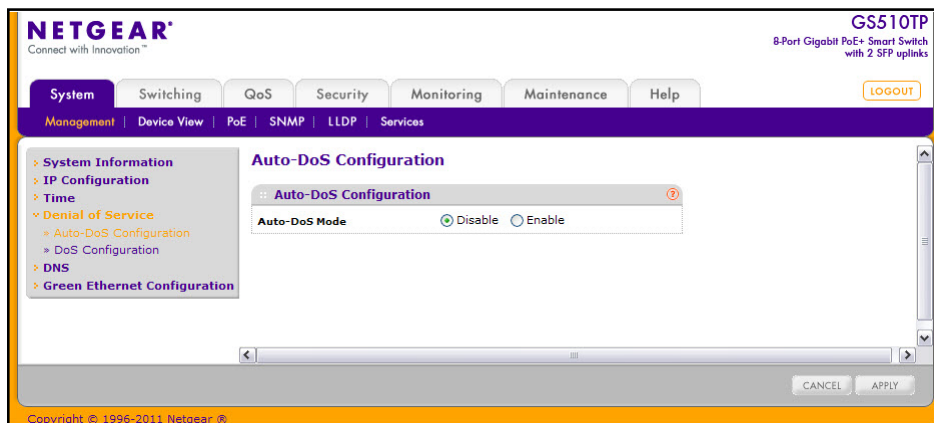 NETGEAR®
Connect with Innovation™
GS510TP
8-Port Gigabit PoE+ Smart Switch
with 2 SFP uplinks
System Switching QoS Security Monitoring Maintenance Help LOGOUT
Management | Device View | PoE | SNMP | LLDP | Services
System Information
IP Configuration
Time
Denial of Service
» Auto-DoS Configuration
» DoS Configuration
DNS
Green Ethernet Configuration
Auto-DoS Configuration
Auto-DoS Configuration ?
Auto-DoS Mode Disable Enable
CANCEL APPLY
Copyright © 1996-2011 Netgear ®